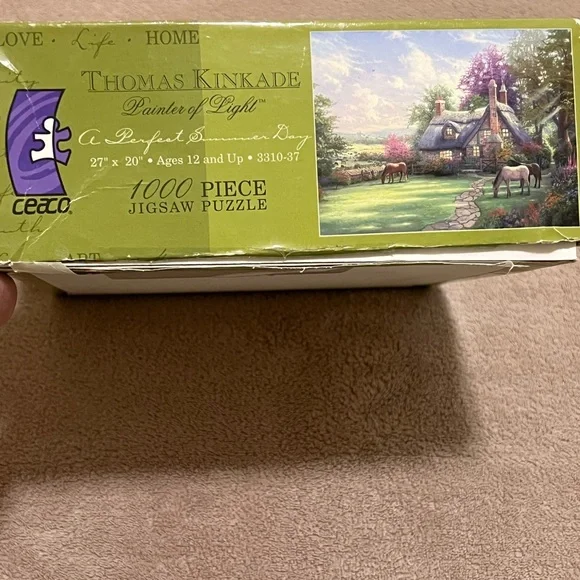 LOVE · Life · HOME
THOMAS KINKADE
Painter of Light™
A Perfect Summer Day
27" x 20" • Ages 12 and Up • 3310-37
1000 PIECE
JIGSAW PUZZLE
ceaco
ART